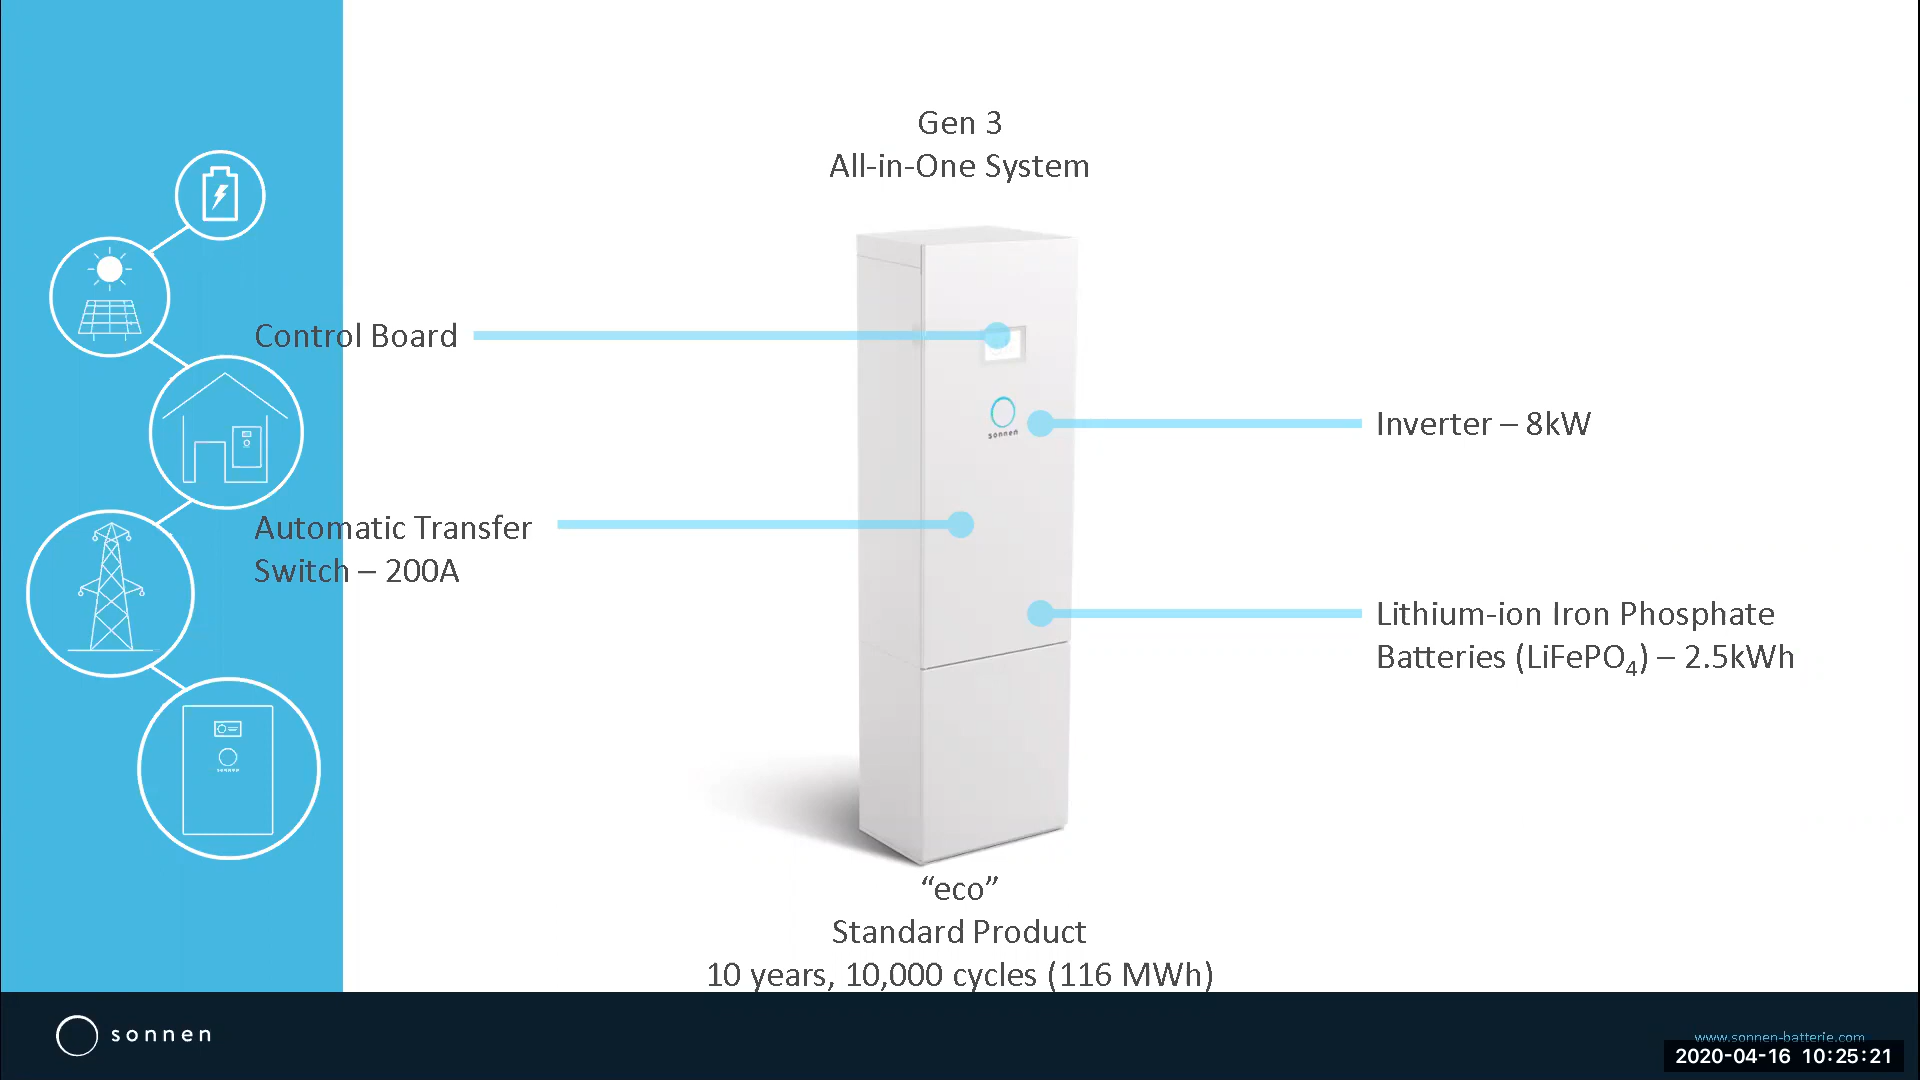 Gen 3
All-in-One System
Control Board
sonnen
Inverter – 8kW
Automatic Transfer
Switch – 200A
Lithium-ion Iron Phosphate
Batteries (LiFePO₄) – 2.5kWh
“eco”
Standard Product
10 years, 10,000 cycles (116 MWh)
sonnen
www.sonnen-batterie.com
2020-04-16 10:25:21